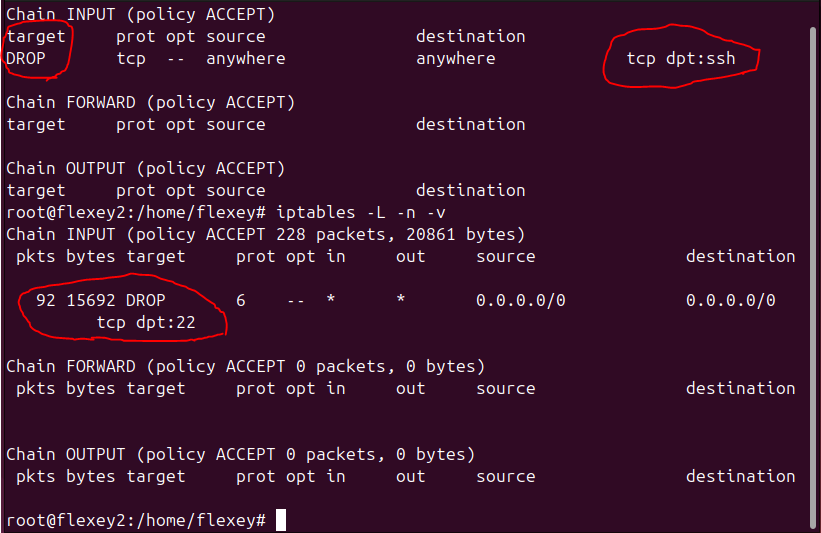 Chain INPUT (policy ACCEPT)
target     prot opt source               destination
DROP       tcp  --  anywhere             anywhere             tcp dpt:ssh

Chain FORWARD (policy ACCEPT)
target     prot opt source               destination

Chain OUTPUT (policy ACCEPT)
target     prot opt source               destination
root@flexey2:/home/flexey# iptables -L -n -v
Chain INPUT (policy ACCEPT 228 packets, 20861 bytes)
 pkts bytes target     prot opt in     out     source               destination

   92 15692 DROP       6    --  *      *       0.0.0.0/0            0.0.0.0/0
         tcp dpt:22

Chain FORWARD (policy ACCEPT 0 packets, 0 bytes)
 pkts bytes target     prot opt in     out     source               destination

Chain OUTPUT (policy ACCEPT 0 packets, 0 bytes)
 pkts bytes target     prot opt in     out     source               destination

root@flexey2:/home/flexey#